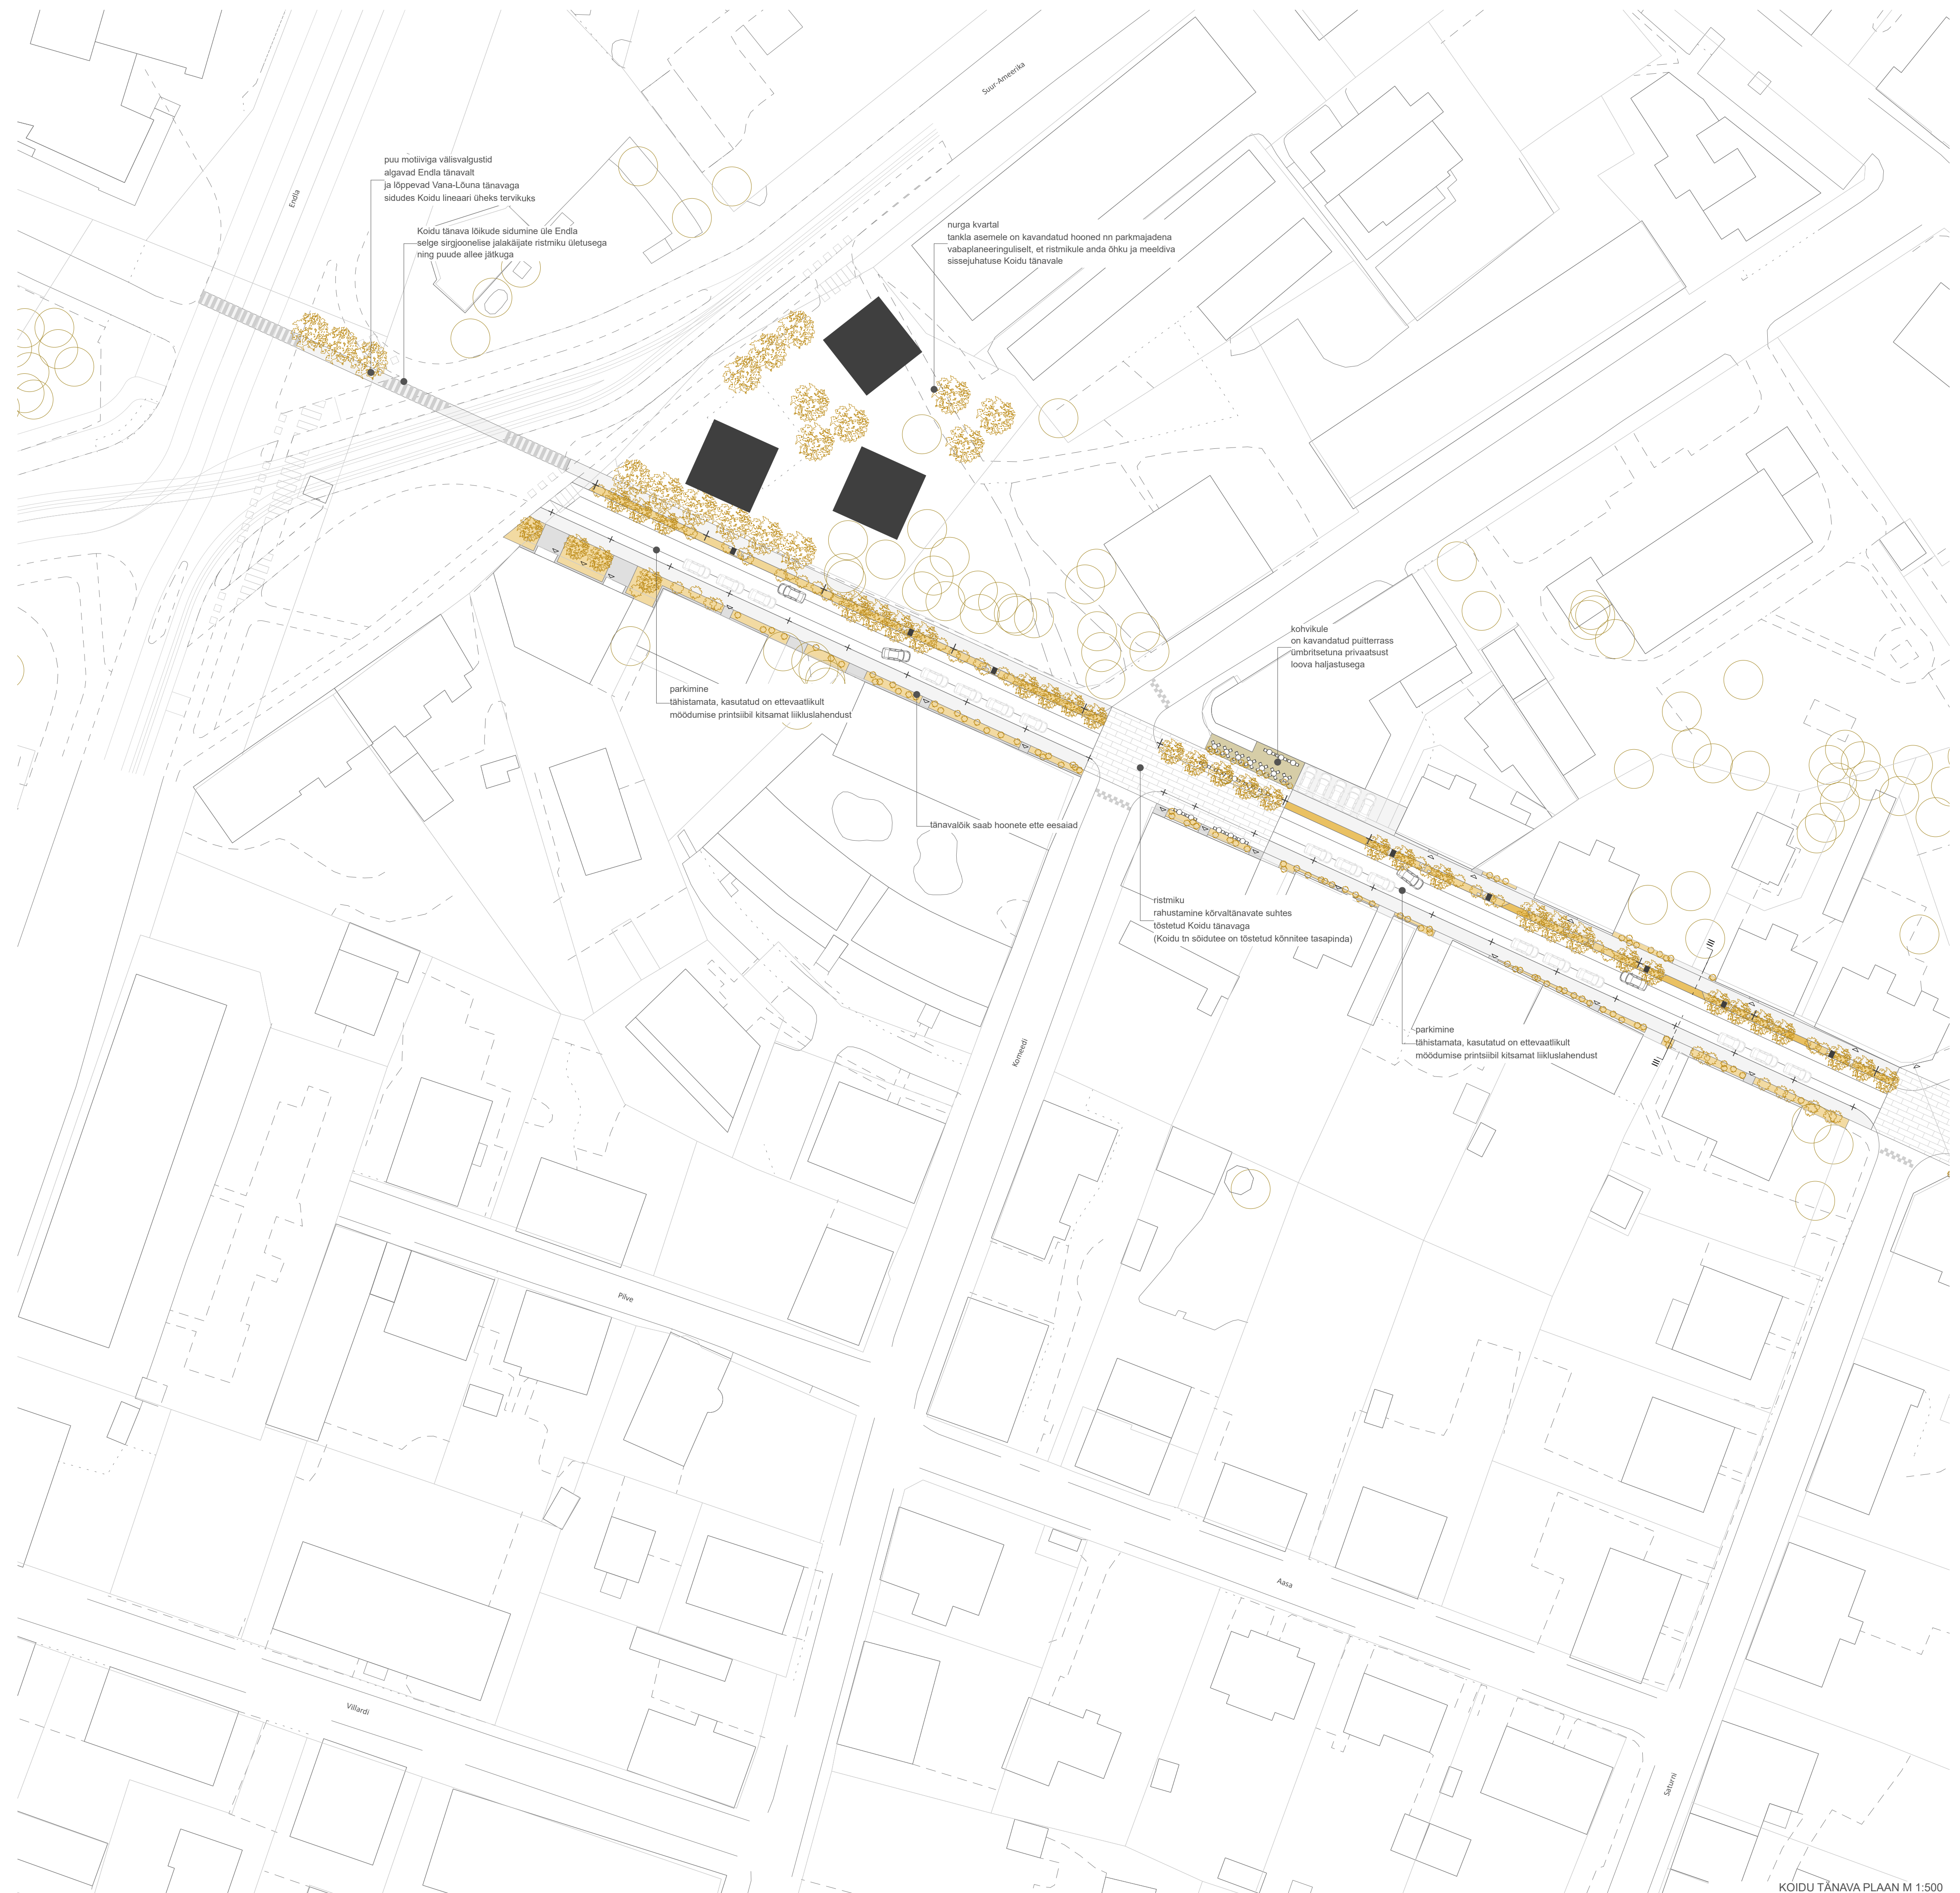 Suur-Ameerika
Endla
puu motiiviga välisvalgustid
algavad Endla tänavalt
ja lõppevad Vana-Lõuna tänavaga
sidudes Koidu lineaari üheks tervikuks
Koidu tänava lõikude sidumine üle Endla
selge sirgjoonelise jalakäijate ristmiku ületusega
ning puude allee jätkuga
nurga kvartal
tankla asemele on kavandatud hooned nn parkmajadena
vabaplaneeringuliselt, et ristmikule anda õhku ja meeldiva
sissejuhatuse Koidu tänavale
kohvikule
on kavandatud puitterrass
ümbritsetuna privaatsust
loova haljastusega
parkimine
tähistamata, kasutatud on ettevaatlikult
möödumise printsiibil kitsamat liikluslahendust
tänavalõik saab hoonete ette eesaiad
ristmiku
rahustamine kõrvaltänavate suhtes
tõstetud Koidu tänavaga
(Koidu tn sõidutee on tõstetud kõnnitee tasapinda)
parkimine
tähistamata, kasutatud on ettevaatlikult
möödumise printsiibil kitsamat liikluslahendust
Komeedi
Pilve
Aasa
Villardi
Saturni
KOIDU TÄNAVA PLAAN M 1:500